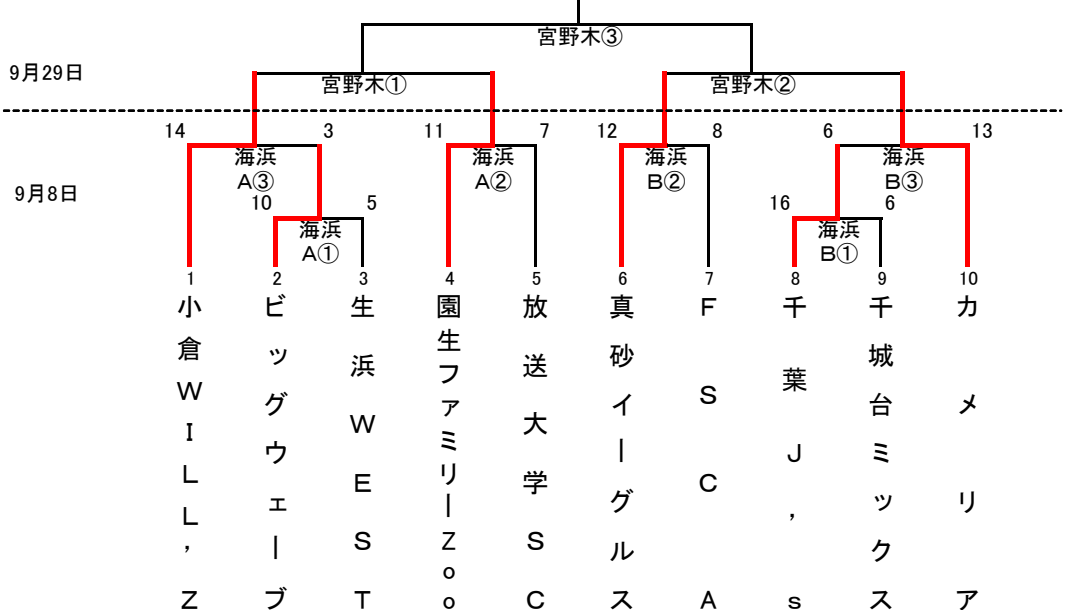 宮野木③
9月29日
宮野木① 宮野木②
14 3 11 7 12 8 6 13
海浜 海浜 海浜 海浜
A③ A② B② B③
9月8日
10 5 16 6
海浜 海浜
A① B①
1 2 3 4 5 6 7 8 9 10
小倉WILL,Z
ビッグウェーブ
生浜WEST
園生ファミリーZoo
放送大学SC
真砂イーグルス
FSCA
千葉J,s
千城台ミックス
カメリア